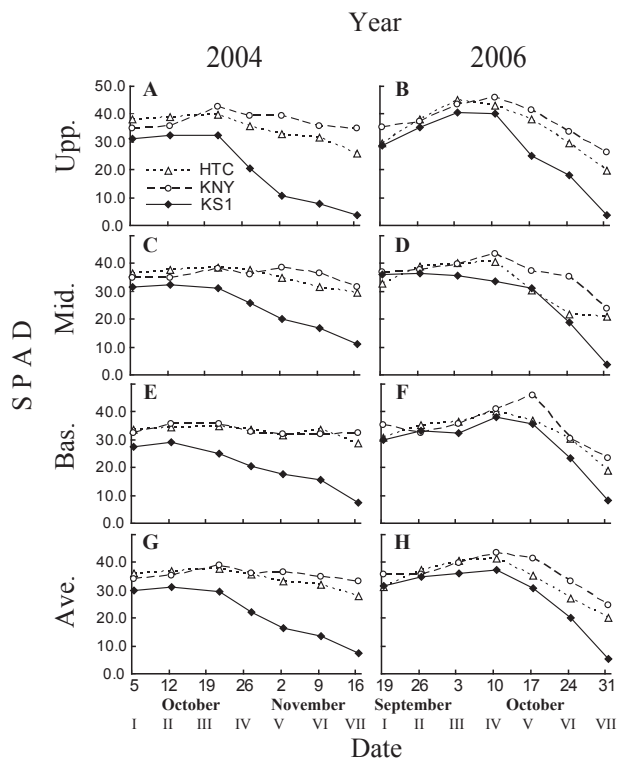 Year
2004 2006
A B
50.0
40.0
30.0
20.0
10.0
0.0
Upp.
HTC
KNY
KS1
C D
40.0
30.0
20.0
10.0
0.0
Mid.
E F
40.0
30.0
20.0
10.0
0.0
Bas.
G H
40.0
30.0
20.0
10.0
0.0
Ave.
SPAD
5 12 19 26 2 9 16 19 26 3 10 17 24 31
October November September October
I II III IV V VI VII I II III IV V VI VII
Date